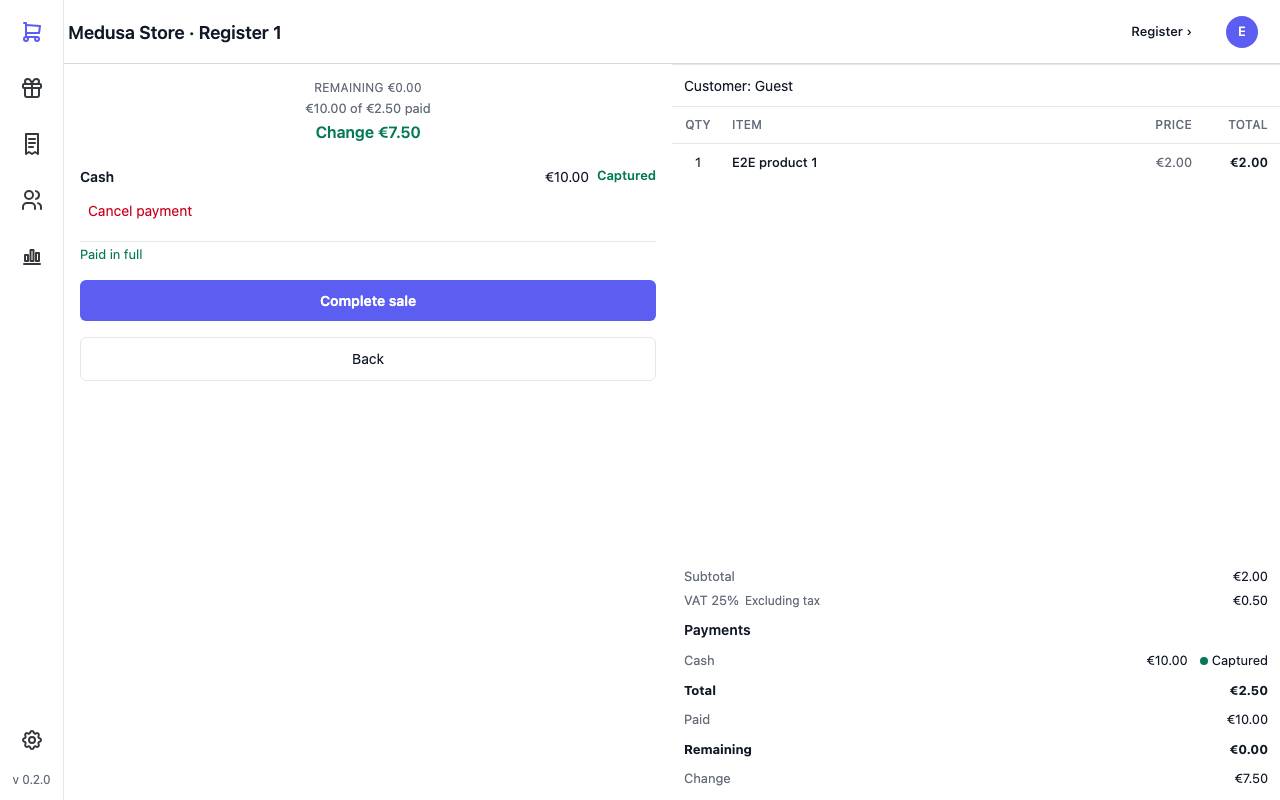 Medusa Store · Register 1
Register ›
E
REMAINING €0.00
€10.00 of €2.50 paid
Change €7.50
Cash €10.00 Captured
Cancel payment
Paid in full
Complete sale
Back
Customer: Guest
QTY ITEM PRICE TOTAL
1 E2E product 1 €2.00 €2.00
Subtotal €2.00
VAT 25% Excluding tax €0.50
Payments
Cash €10.00 Captured
Total €2.50
Paid €10.00
Remaining €0.00
Change €7.50
v 0.2.0